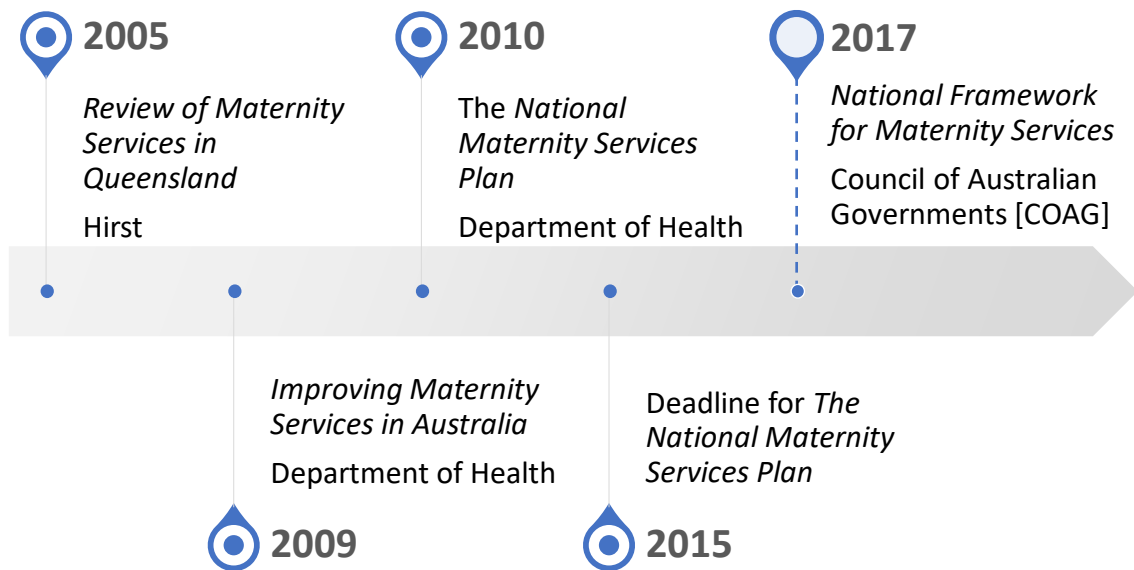 2005
Review of Maternity
Services in
Queensland
Hirst
2010
The National
Maternity Services
Plan
Department of Health
2017
National Framework
for Maternity Services
Council of Australian
Governments [COAG]
Improving Maternity
Services in Australia
Department of Health
2009
Deadline for The
National Maternity
Services Plan
2015